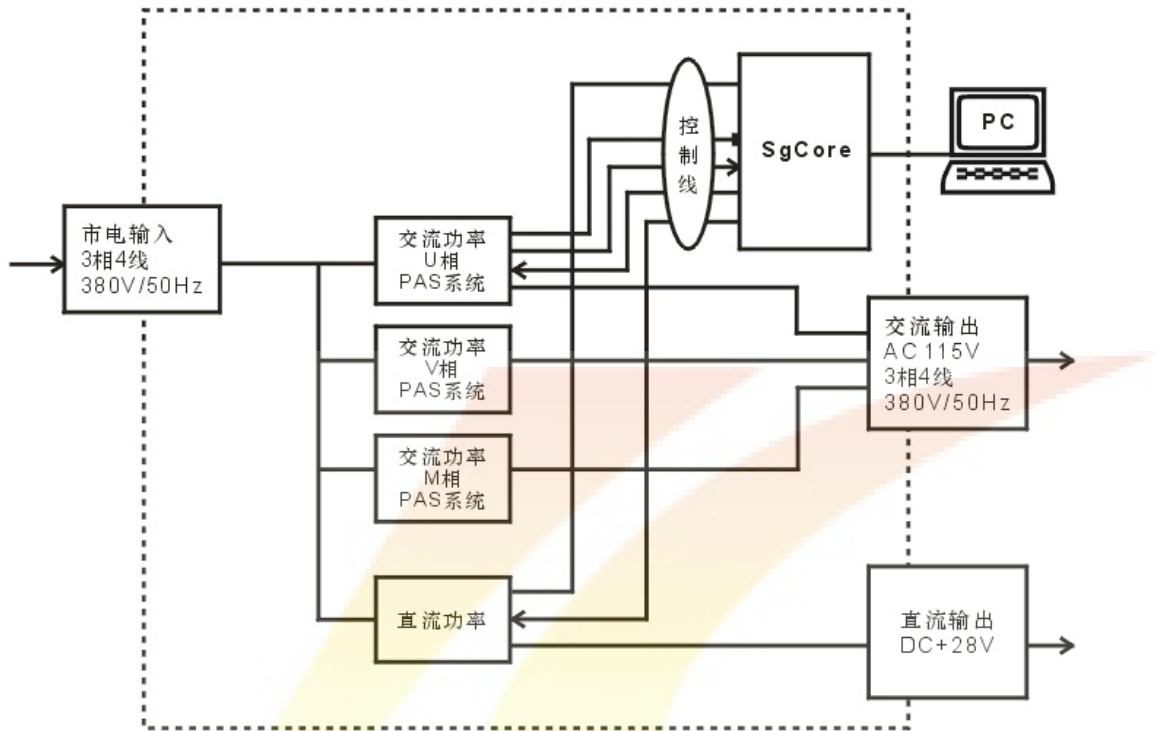 市电输入
3相4线
380V/50Hz
交流功率
U相
PAS系统
交流功率
V相
PAS系统
交流功率
M相
PAS系统
直流功率
控
制
线
SgCore
PC
交流输出
AC 115V
3相4线
380V/50Hz
直流输出
DC+28V